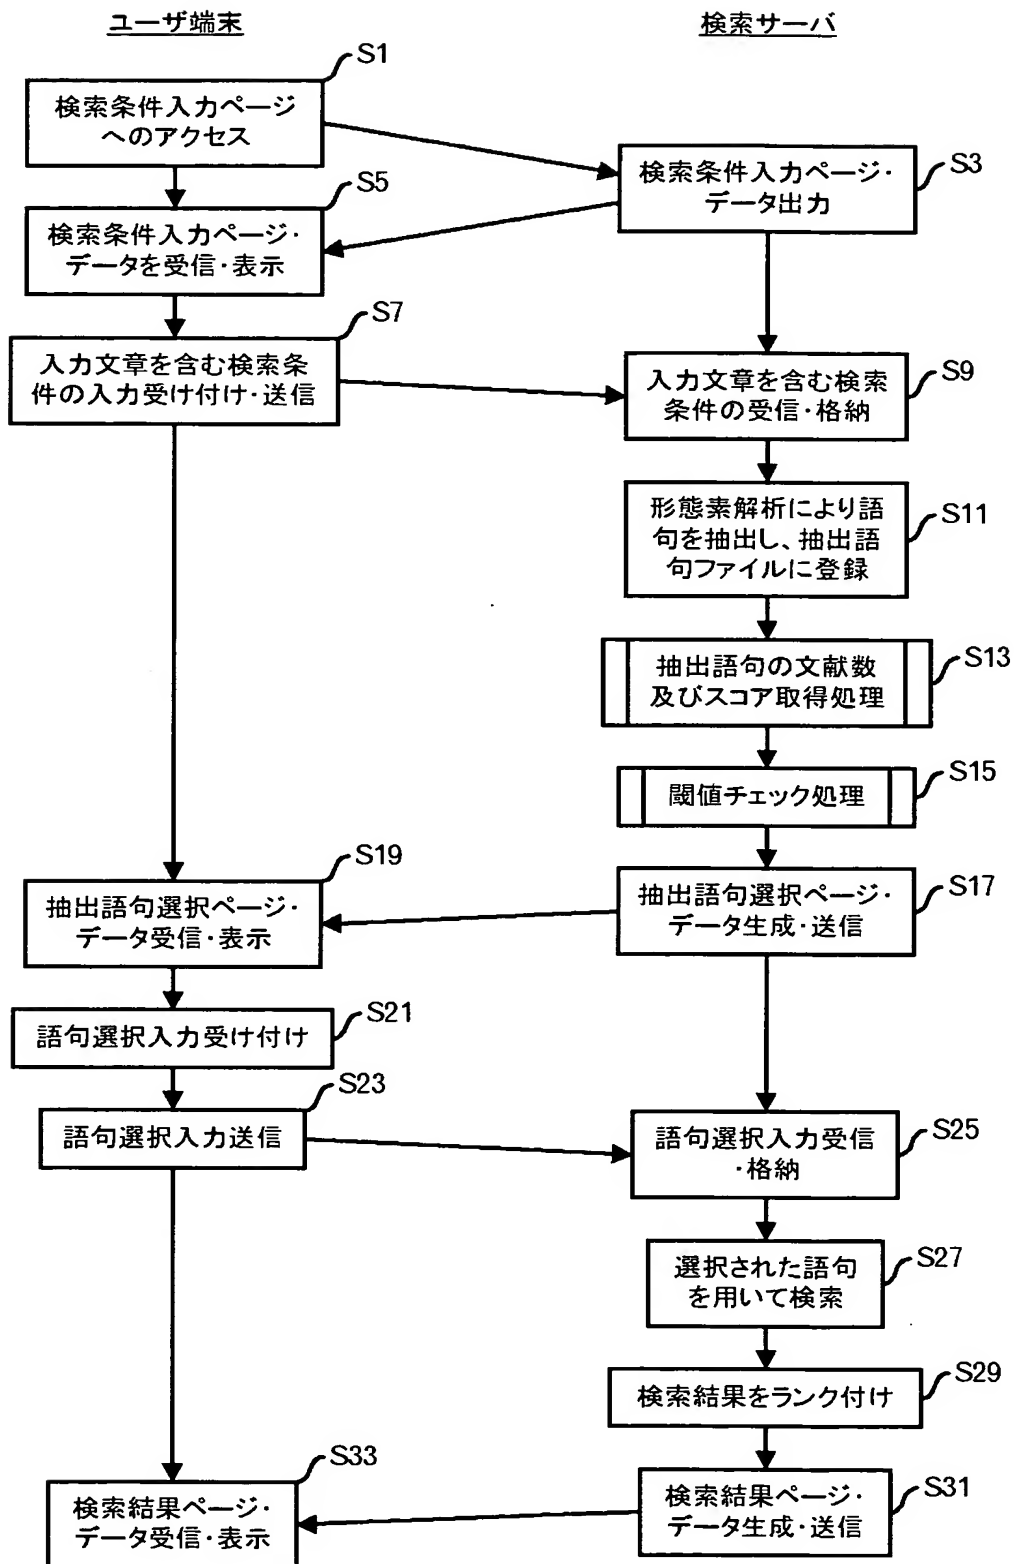 ユーザ端末
検索サーバ
S1
検索条件入力ページ
へのアクセス
S3
検索条件入力ページ・
データ出力
S5
検索条件入力ページ・
データを受信・表示
S7
入力文章を含む検索条
件の入力受け付け・送信
S9
入力文章を含む検索
条件の受信・格納
S11
形態素解析により語
句を抽出し、抽出語
句ファイルに登録
S13
抽出語句の文献数
及びスコア取得処理
S15
閾値チェック処理
S17
抽出語句選択ページ・
データ生成・送信
S19
抽出語句選択ページ・
データ受信・表示
S21
語句選択入力受け付け
S23
語句選択入力送信
S25
語句選択入力受信
・格納
S27
選択された語句
を用いて検索
S29
検索結果をランク付け
S31
検索結果ページ・
データ生成・送信
S33
検索結果ページ・
データ受信・表示